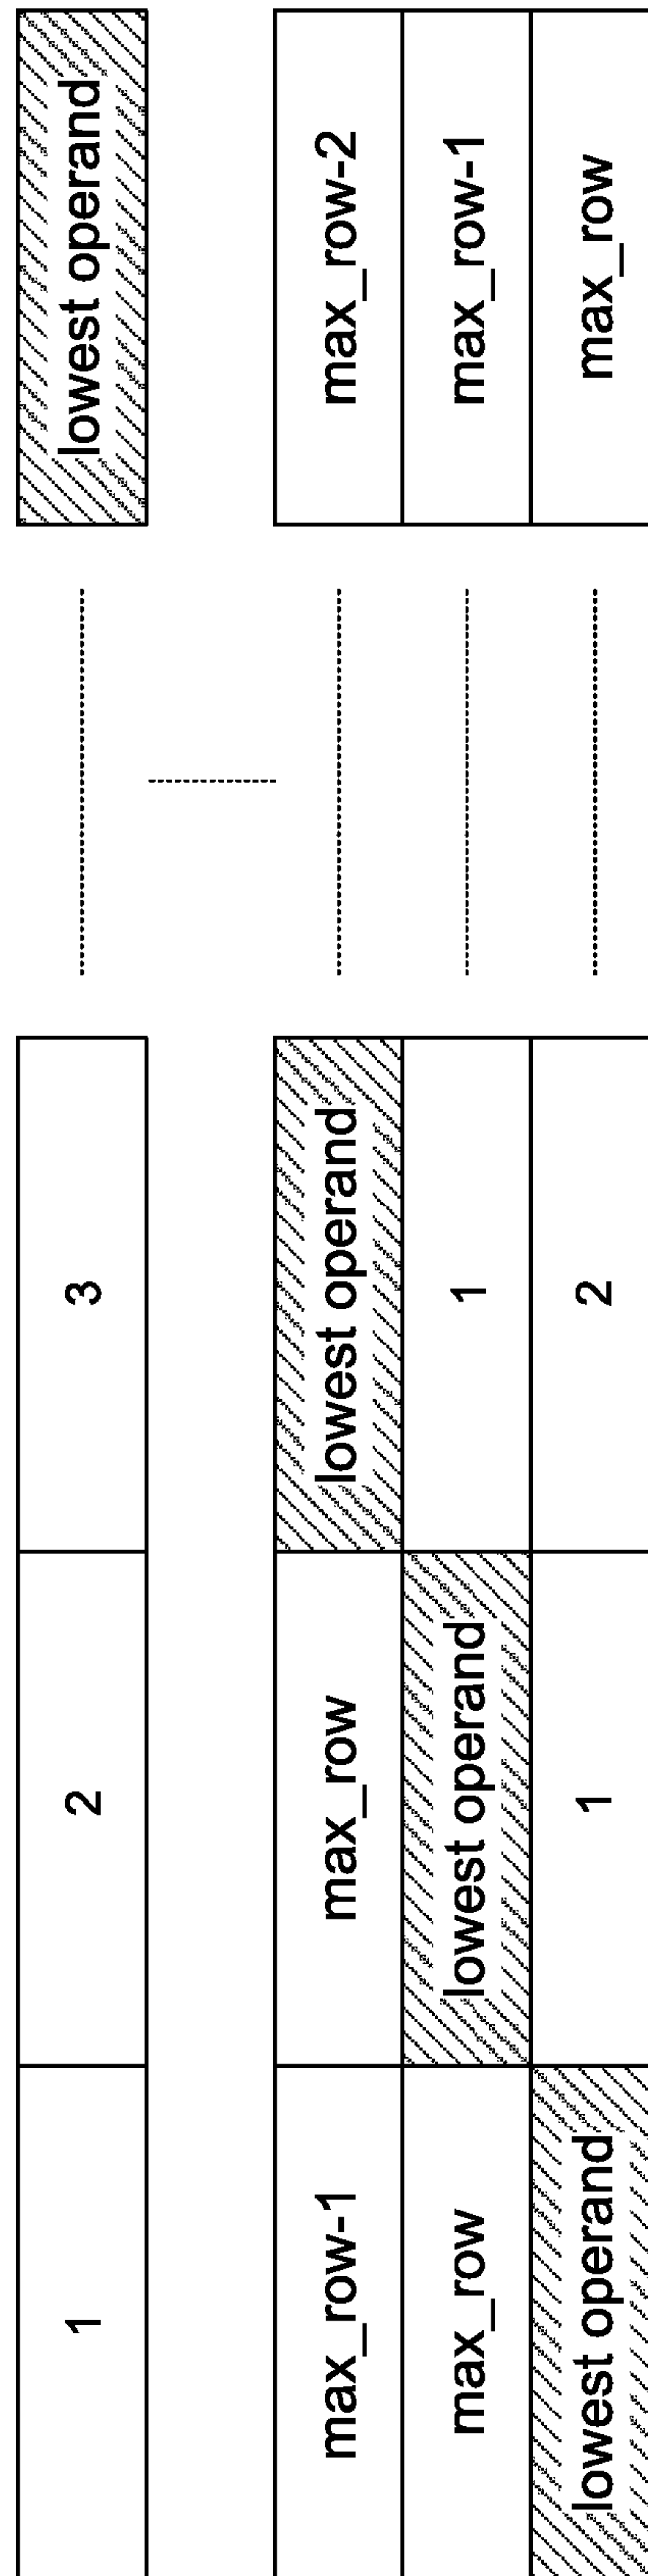 1 2 3 lowest operand
max_row-1 max_row lowest operand max_row-2
max_row lowest operand 1 max_row-1
lowest operand 1 2 max_row